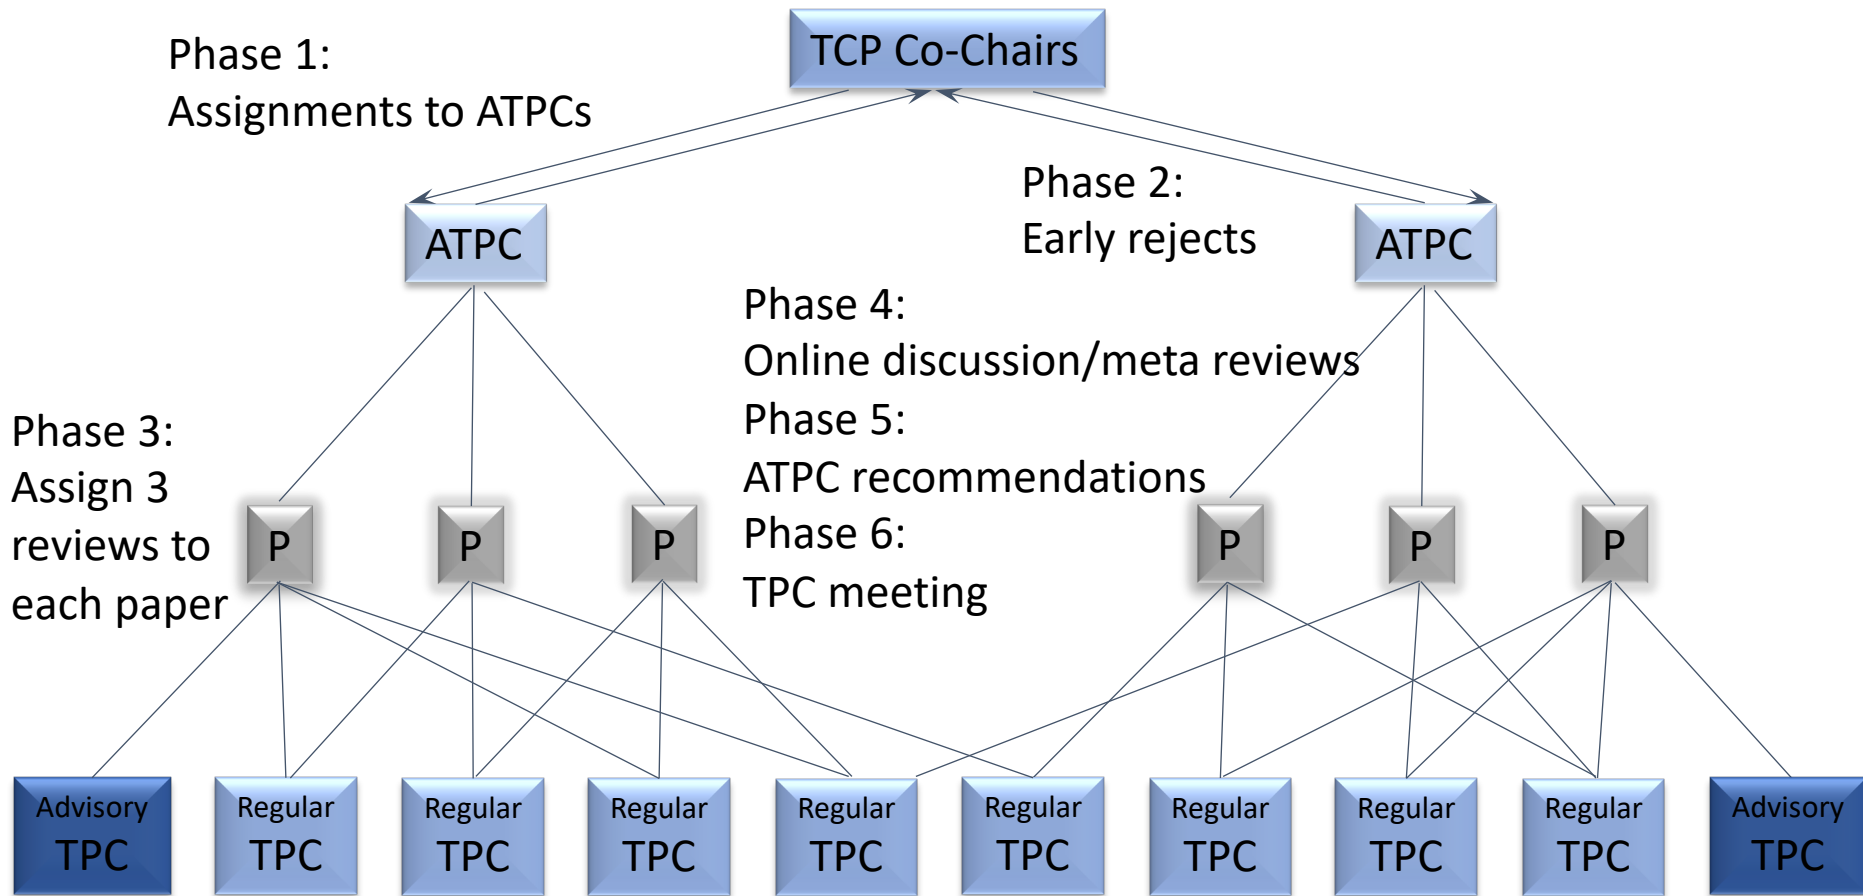 TCP Co-Chairs
Phase 1:
Assignments to ATPCs
Phase 2:
Early rejects
ATPC
ATPC
Phase 4:
Online discussion/meta reviews
Phase 5:
ATPC recommendations
Phase 6:
TPC meeting
Phase 3:
Assign 3
reviews to
each paper
P
P
P
P
P
P
Advisory
TPC
Regular
TPC
Regular
TPC
Regular
TPC
Regular
TPC
Regular
TPC
Regular
TPC
Regular
TPC
Regular
TPC
Advisory
TPC